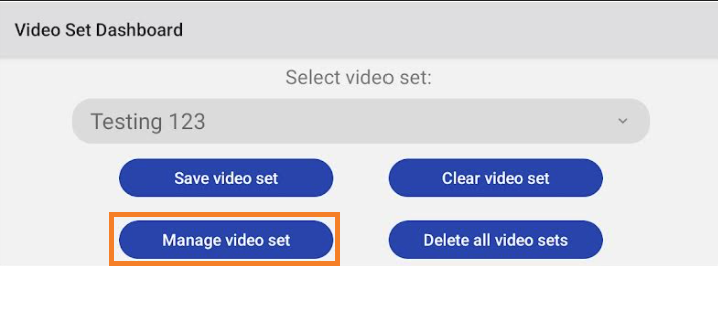 Video Set Dashboard
Select video set:
Testing 123
Save video set
Clear video set
Manage video set
Delete all video sets